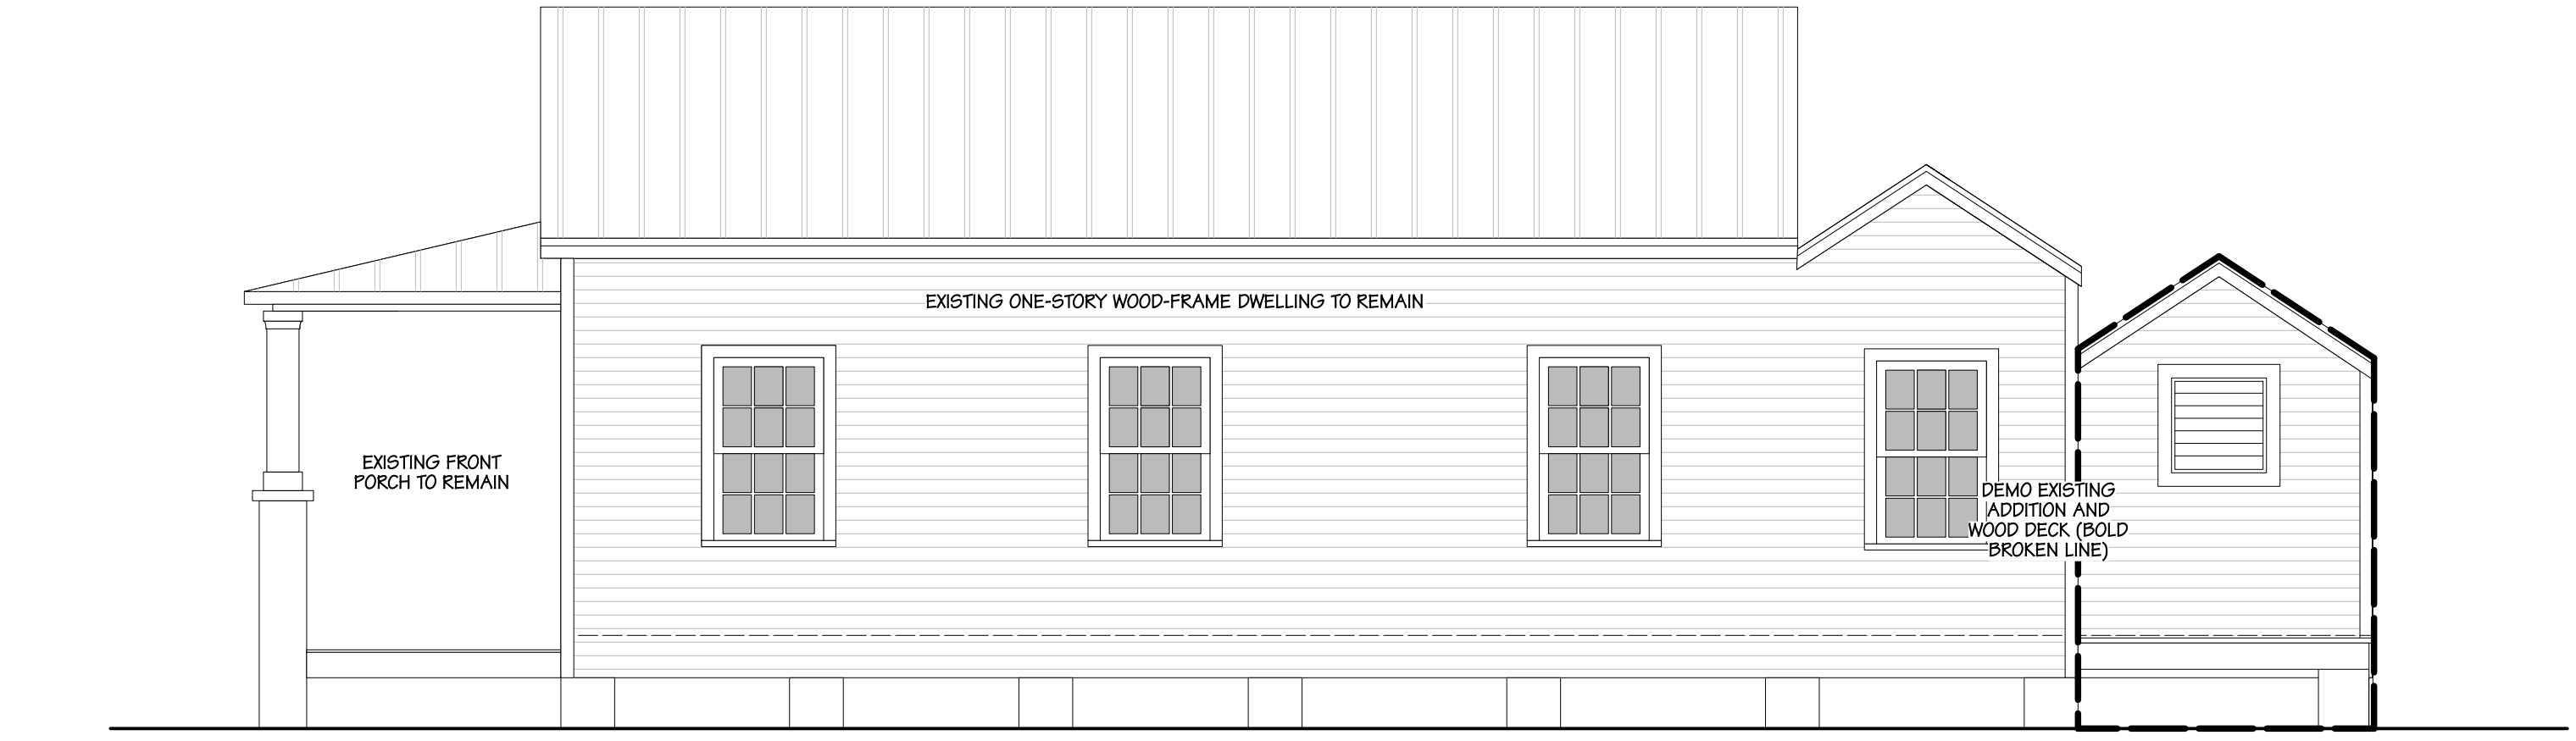 EXISTING ONE-STORY WOOD-FRAME DWELLING TO REMAIN
EXISTING FRONT
PORCH TO REMAIN
DEMO EXISTING
ADDITION AND
WOOD DECK (BOLD
BROKEN LINE)